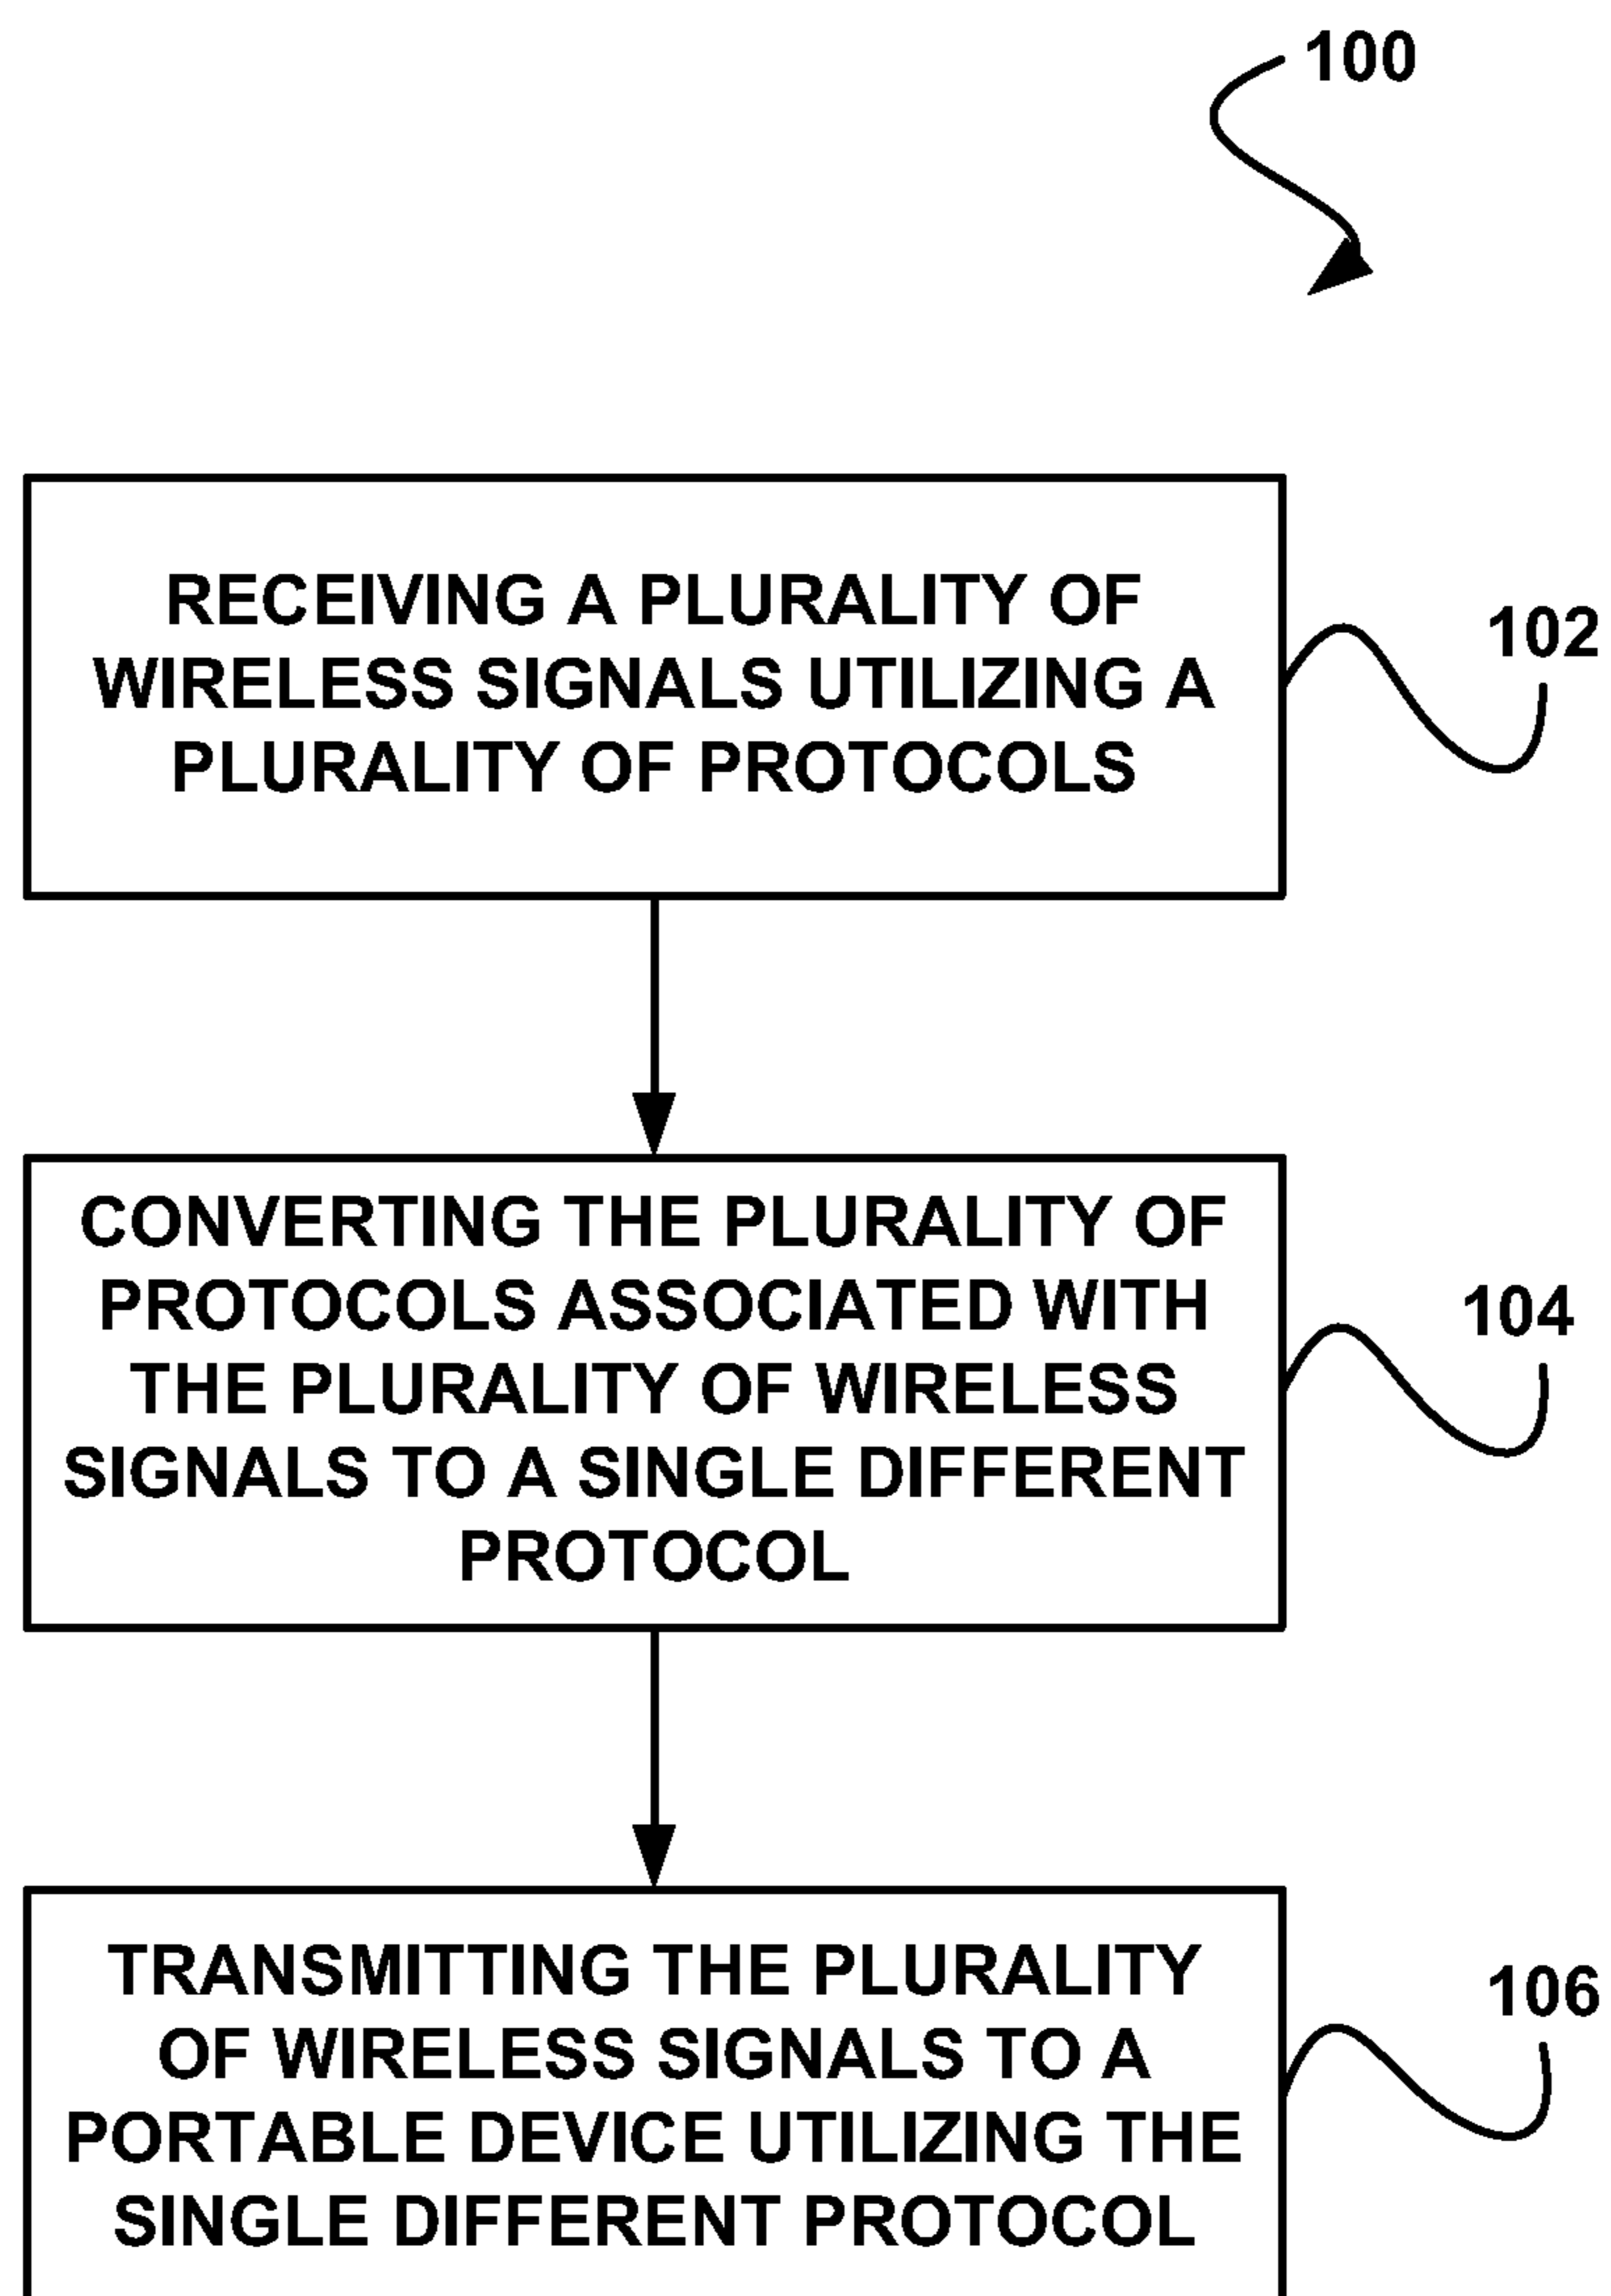 100
RECEIVING A PLURALITY OF
WIRELESS SIGNALS UTILIZING A
PLURALITY OF PROTOCOLS
102
CONVERTING THE PLURALITY OF
PROTOCOLS ASSOCIATED WITH
THE PLURALITY OF WIRELESS
SIGNALS TO A SINGLE DIFFERENT
PROTOCOL
104
TRANSMITTING THE PLURALITY
OF WIRELESS SIGNALS TO A
PORTABLE DEVICE UTILIZING THE
SINGLE DIFFERENT PROTOCOL
106